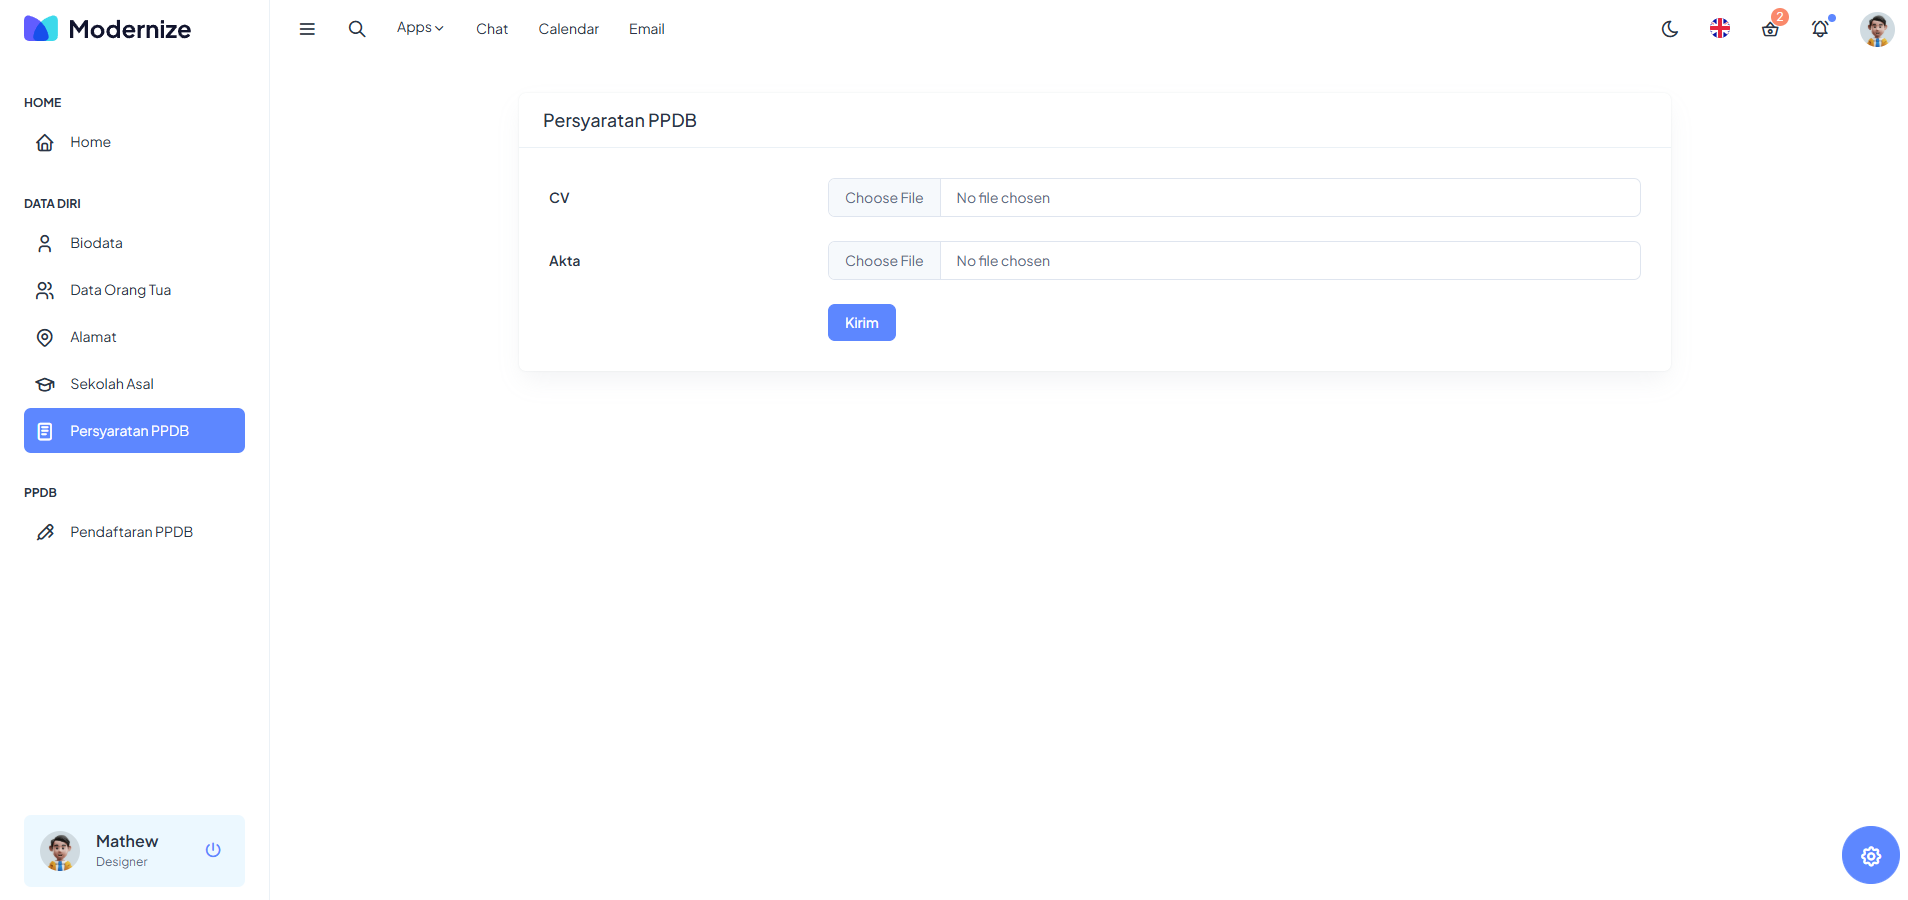 Modernize
Apps
Chat
Calendar
Email
2
HOME
Home
DATA DIRI
Biodata
Data Orang Tua
Alamat
Sekolah Asal
Persyaratan PPDB
PPDB
Pendaftaran PPDB
Mathew
Designer
Persyaratan PPDB
CV
Choose File
No file chosen
Akta
Choose File
No file chosen
Kirim